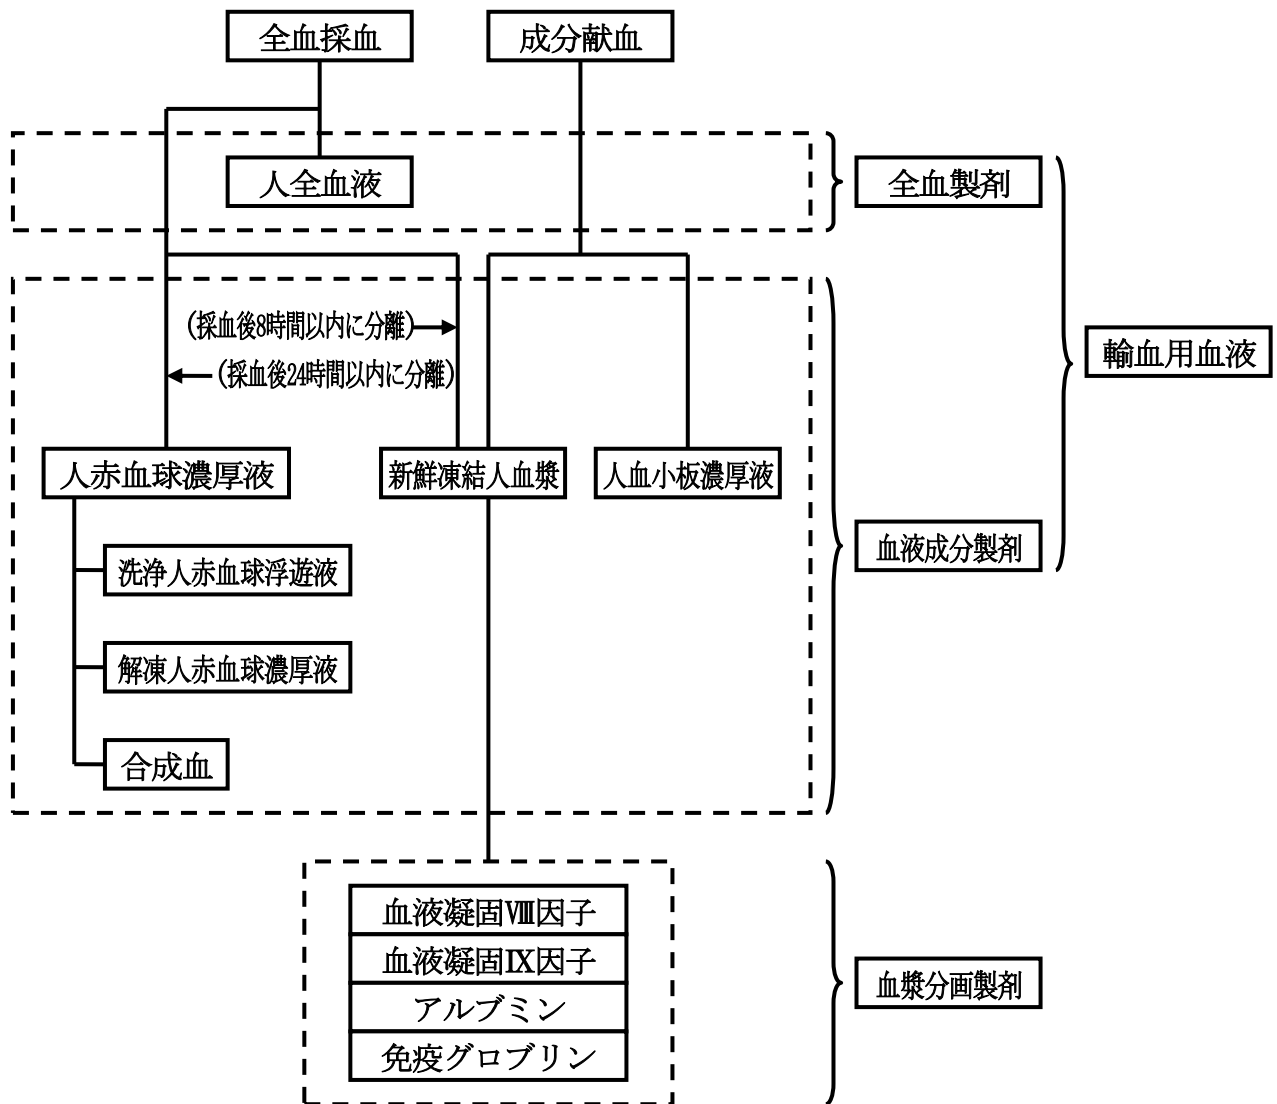 全血採血
成分献血
人全血液
全血製剤
(採血後8時間以内に分離)
(採血後24時間以内に分離)
輸血用血液
人赤血球濃厚液
新鮮凍結人血漿
人血小板濃厚液
血液成分製剤
洗浄人赤血球浮遊液
解凍人赤血球濃厚液
合成血
血液凝固Ⅷ因子
血液凝固Ⅸ因子
アルブミン
免疫グロブリン
血漿分画製剤